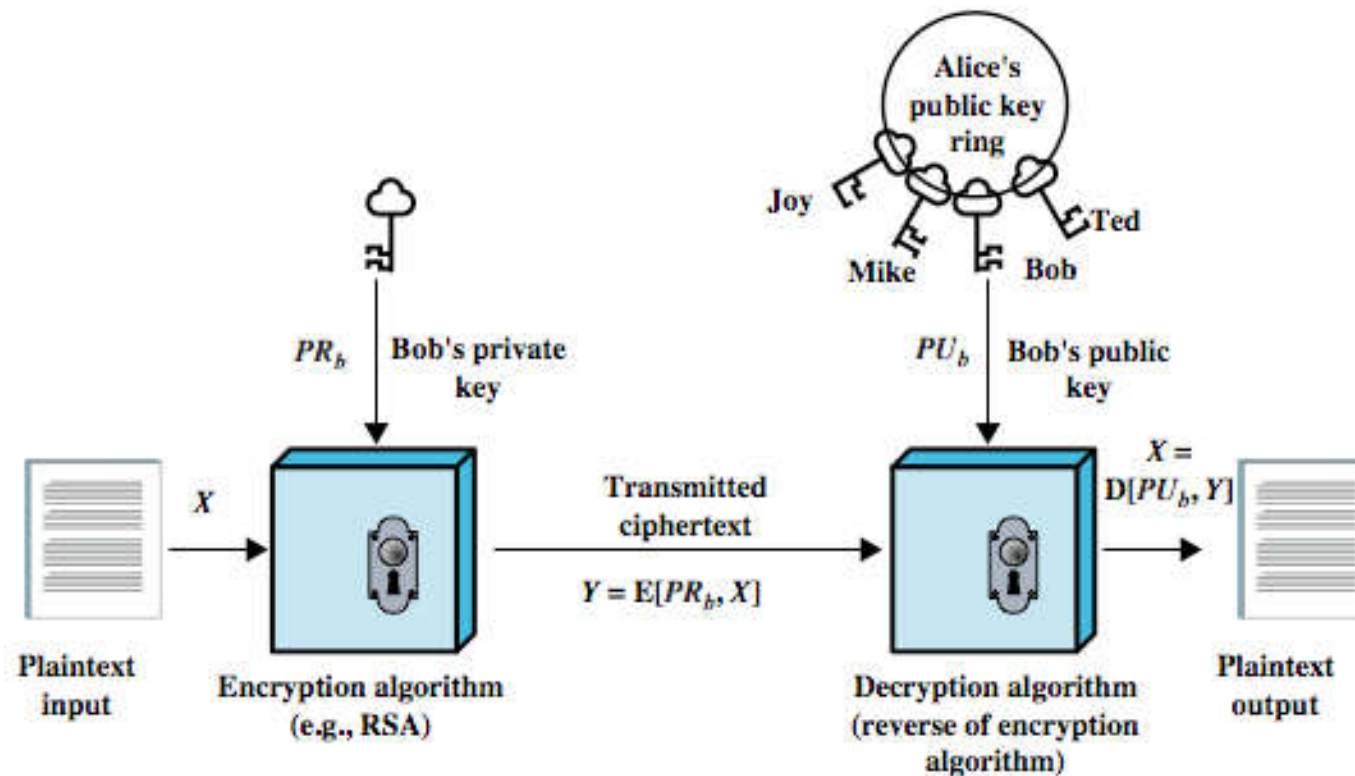 Alice's
public key
ring
Joy
Mike
Bob
Ted
PR_b
Bob's private
key
PU_b
Bob's public
key
X
Transmitted
ciphertext
Y = E[PR_b, X]
X =
D[PU_b, Y]
Plaintext
input
Encryption algorithm
(e.g., RSA)
Decryption algorithm
(reverse of encryption
algorithm)
Plaintext
output